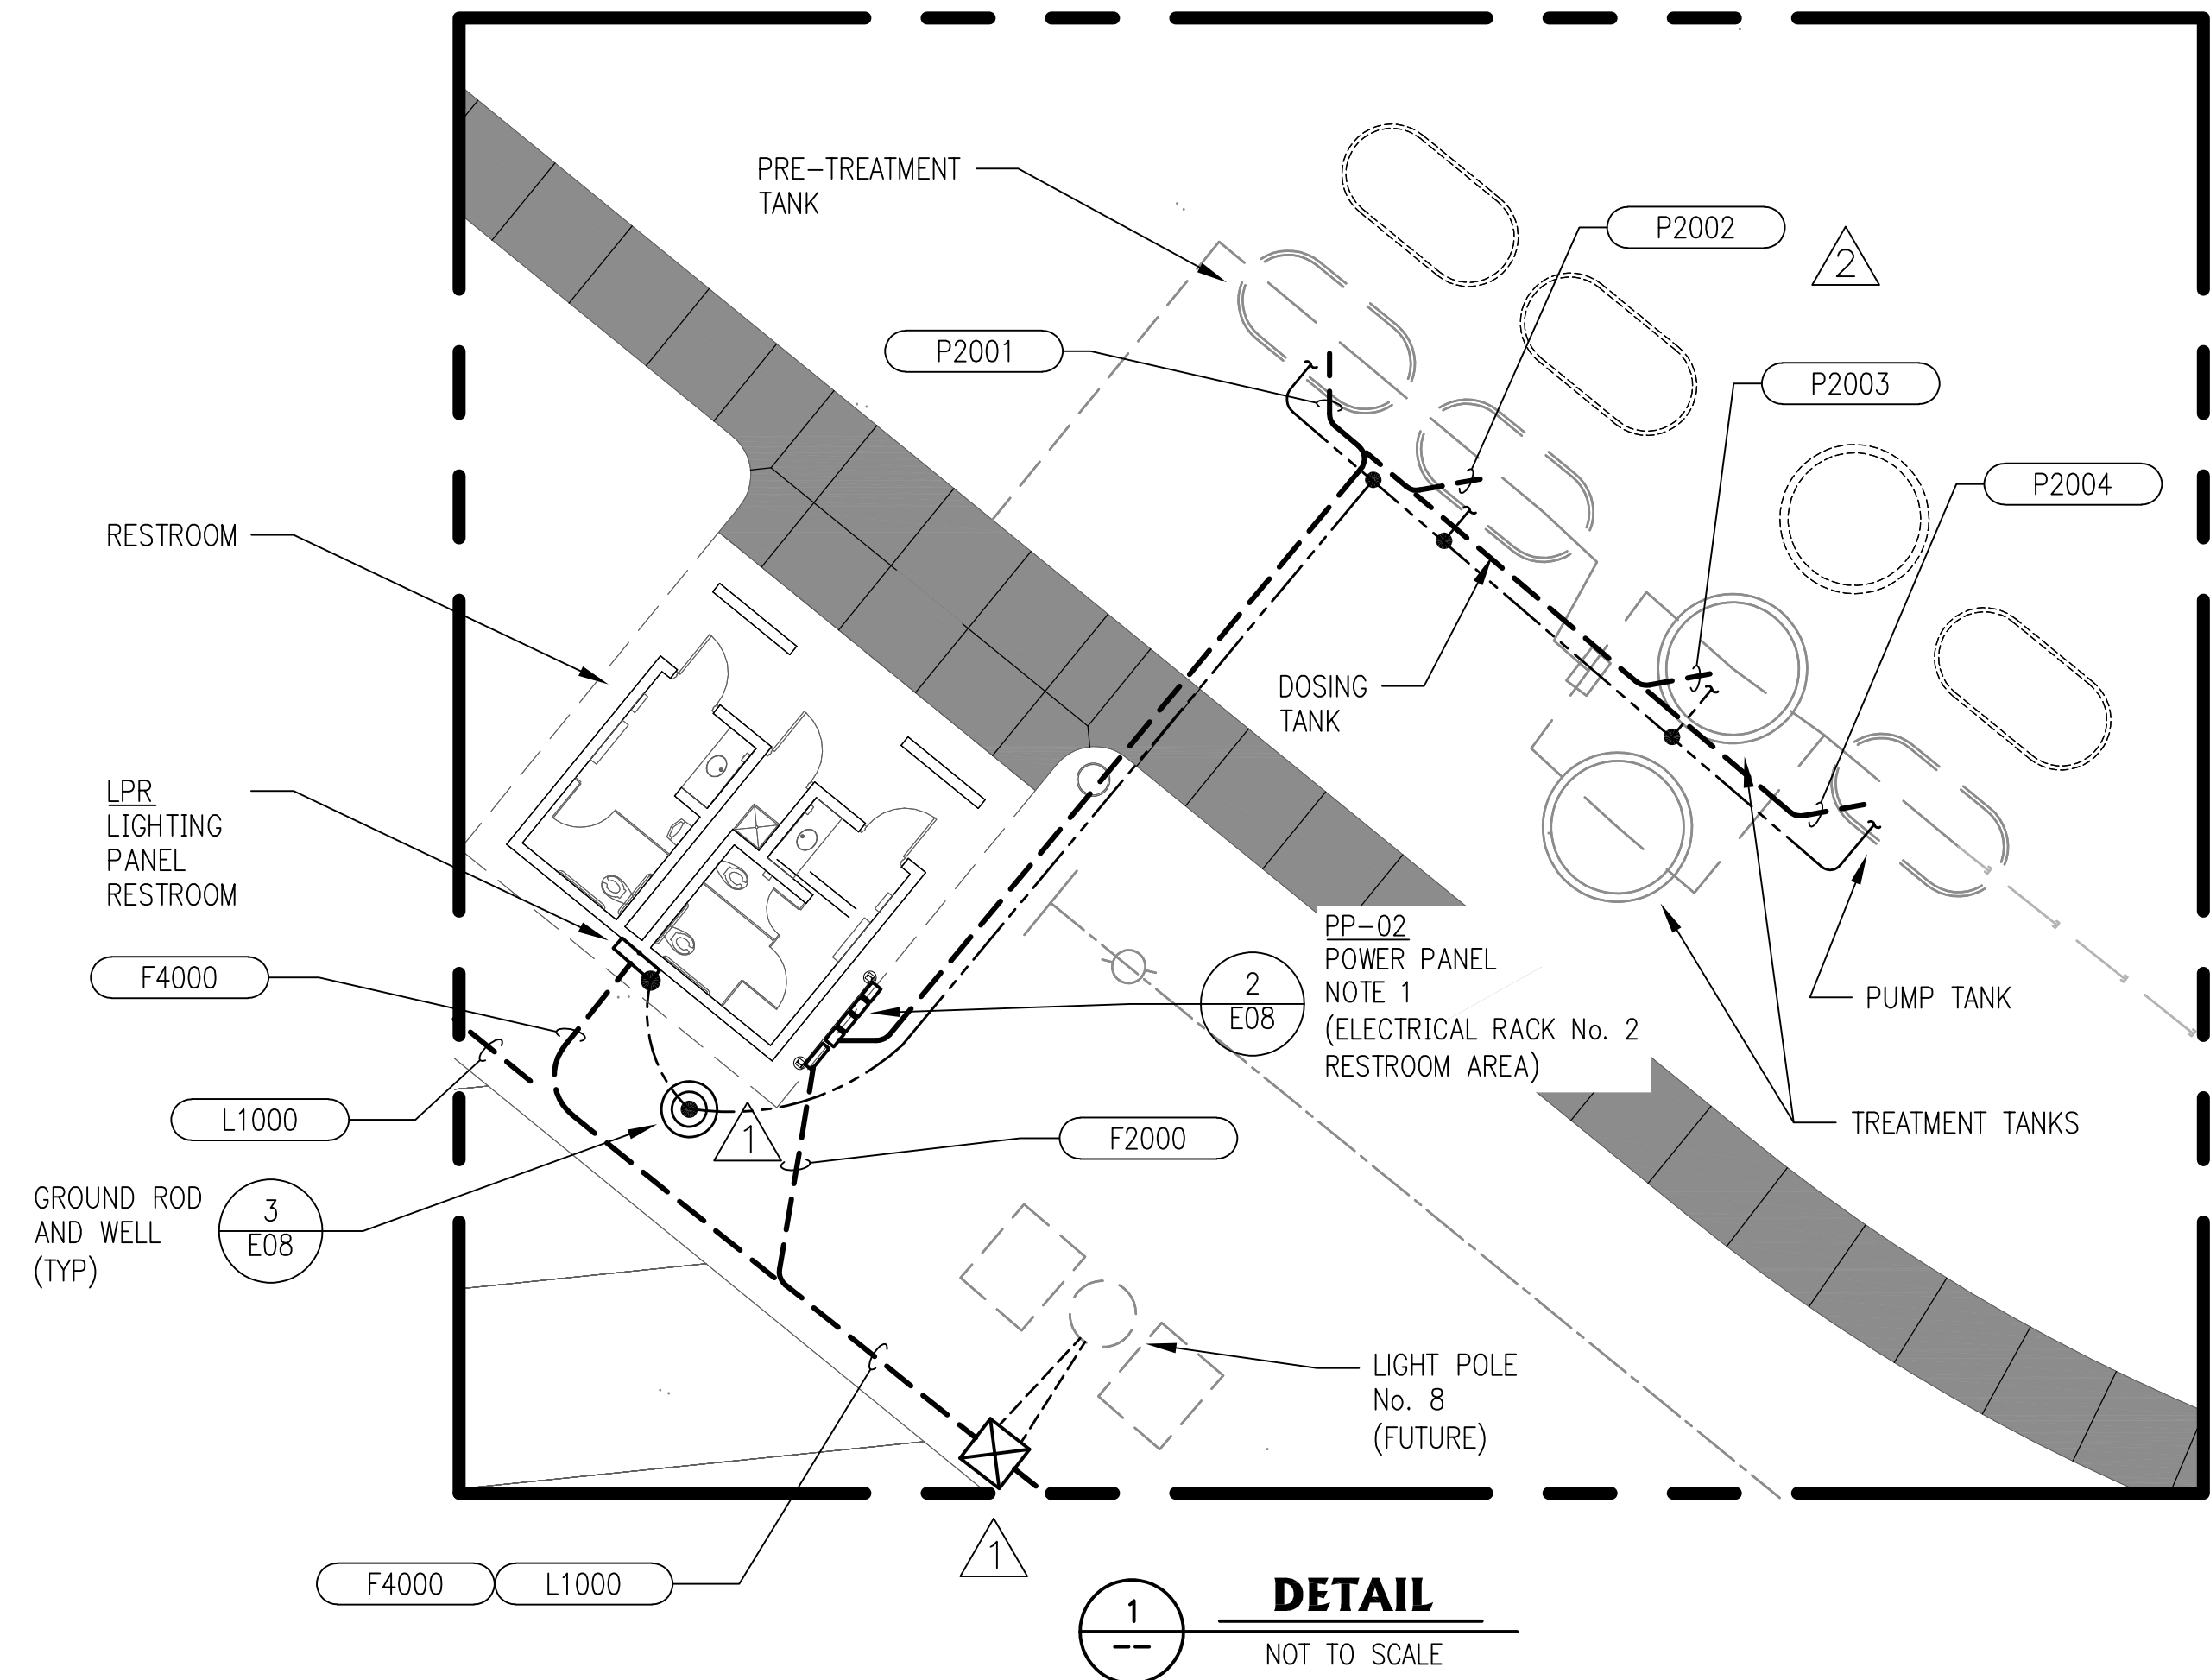 PRE-TREATMENT
TANK
P2002
2
P2001
P2003
P2004
RESTROOM
DOSING
TANK
LPR
LIGHTING
PANEL
RESTROOM
PP-02
POWER PANEL
NOTE 1
(ELECTRICAL RACK No. 2
RESTROOM AREA)
2
E08
F4000
PUMP TANK
L1000
1
F2000
TREATMENT TANKS
GROUND ROD
AND WELL
(TYP)
3
E08
LIGHT POLE
No. 8
(FUTURE)
1
F4000
L1000
1
--
DETAIL
NOT TO SCALE